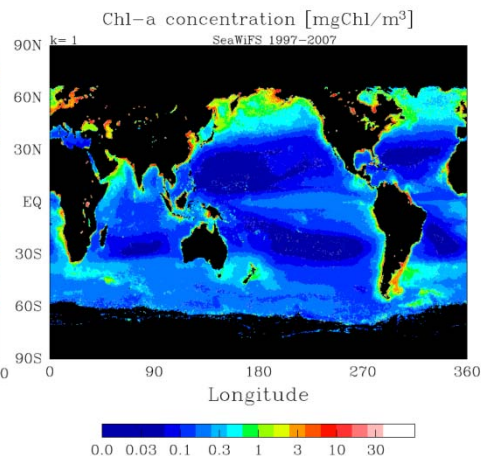 Chl-a concentration [mgChl/m³]
k= 1 SeaWiFS 1997-2007
90N
60N
30N
EQ
30S
60S
90S
0 0 90 180 270 360
Longitude
0.0 0.03 0.1 0.3 1 3 10 30